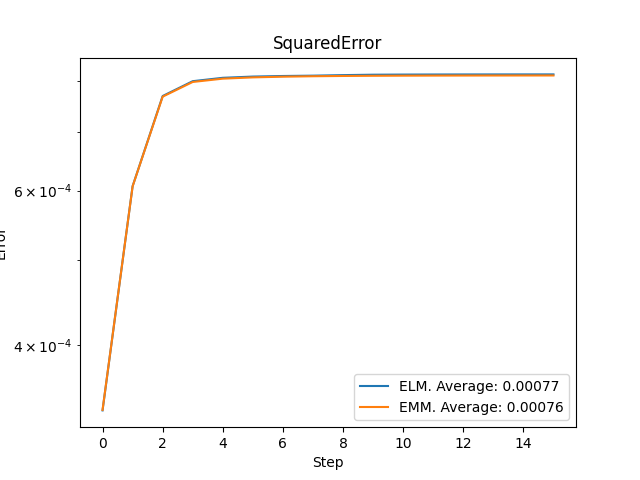 SquaredError
6 × 10⁻⁴
4 × 10⁻⁴
Error
0 2 4 6 8 10 12 14
Step
ELM. Average: 0.00077
EMM. Average: 0.00076